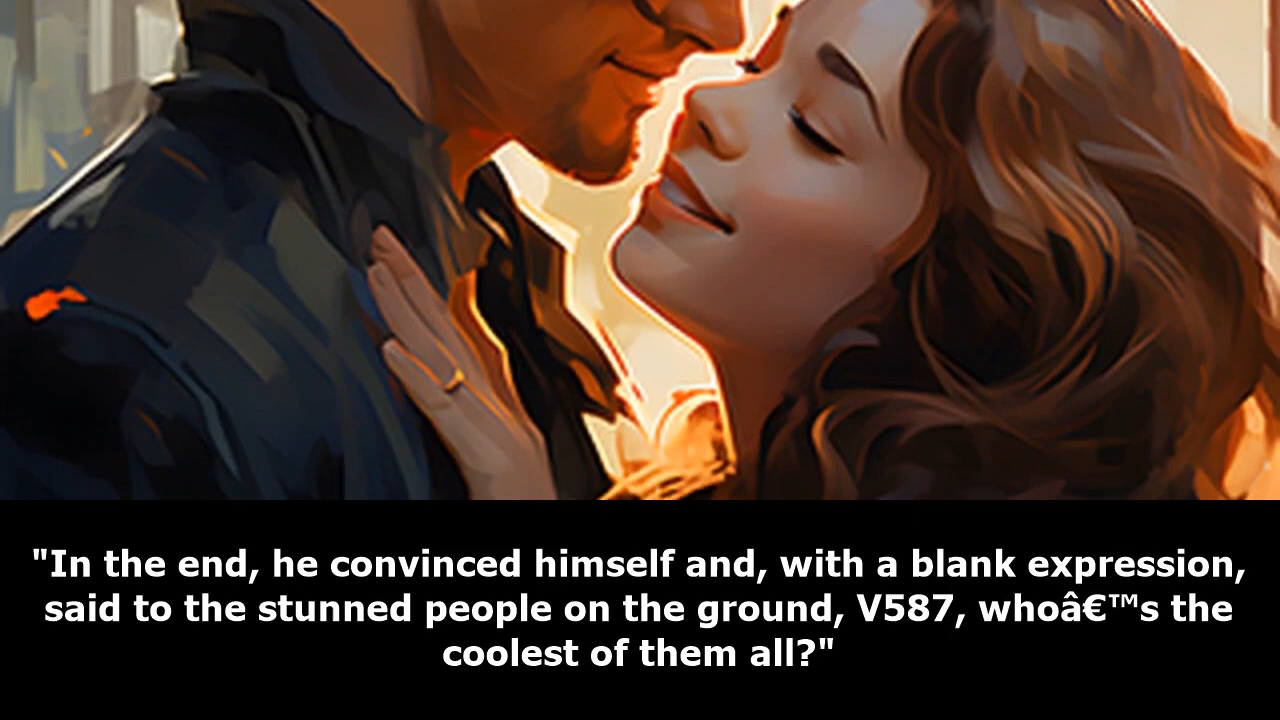 "In the end, he convinced himself and, with a blank expression,
said to the stunned people on the ground, V587, whoâ€™s the
coolest of them all?"